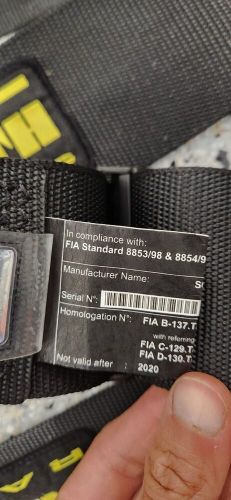 In compliance with:
FIA Standard 8853/98 & 8854/9
Manufacturer Name:
Serial N°:
Homologation N°: FIA B-137.T
with referring
FIA C-129.T
FIA D-130.T
Not valid after : 2020